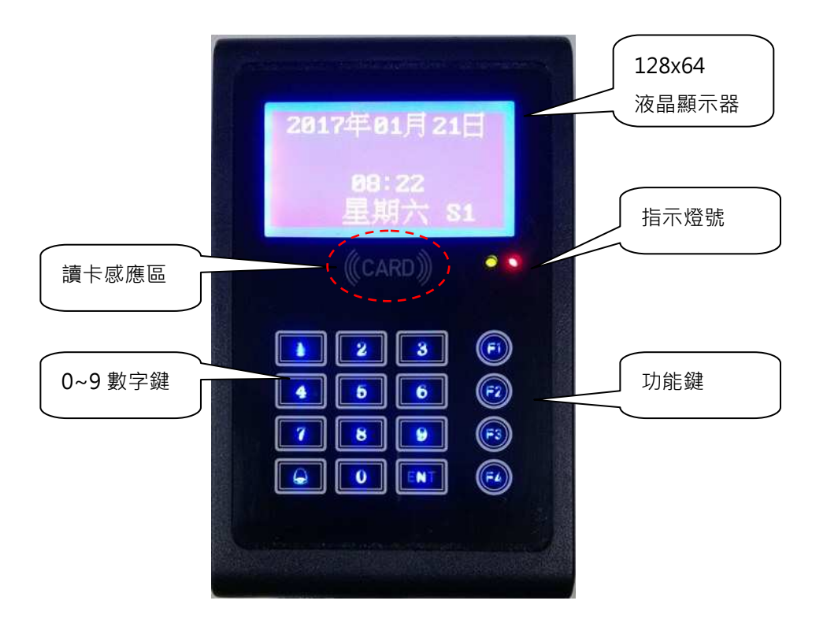 128x64
液晶顯示器
2017年01月21日
08:22
星期六 S1
指示燈號
讀卡感應區
CARD
1 2 3 F1
0~9 數字鍵
功能鍵
4 5 6 F2
7 8 9 F3
0 ENT F4